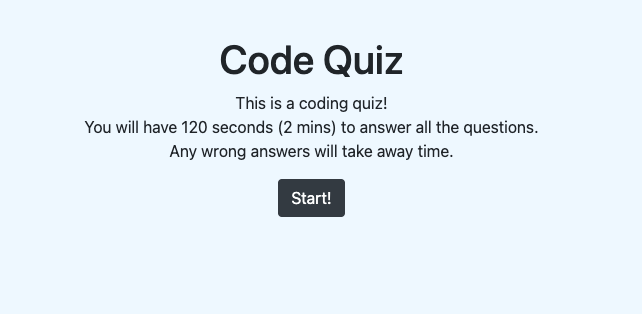 Code Quiz
This is a coding quiz!
You will have 120 seconds (2 mins) to answer all the questions.
Any wrong answers will take away time.
Start!